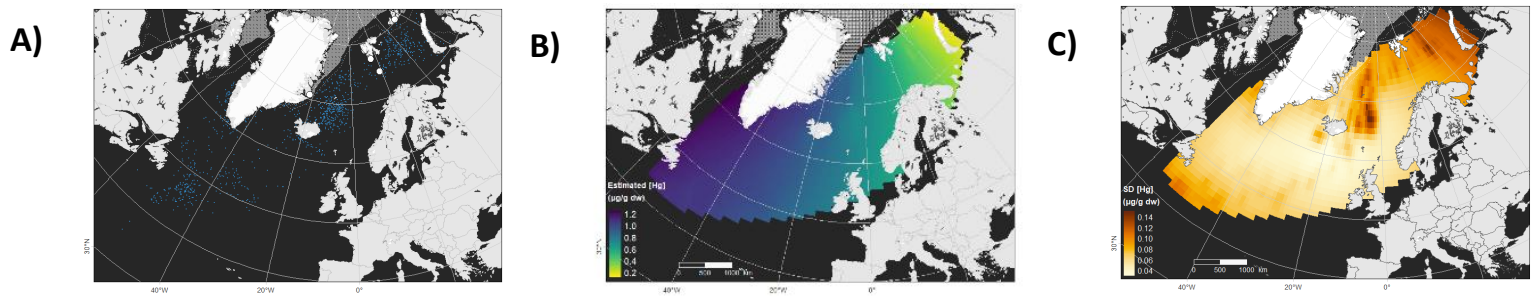 A)
30°N
40°W
20°W
0°
B)
Estimated [Hg]
(µg/g dw)
1.2
1.0
0.8
0.6
0.4
0.2
0 500 1000 km
40°W
20°W
0°
C)
SD [Hg]
(µg/g dw)
0.14
0.12
0.10
0.08
0.06
0.04
30°N
0 500 1000 km
40°W
20°W
0°